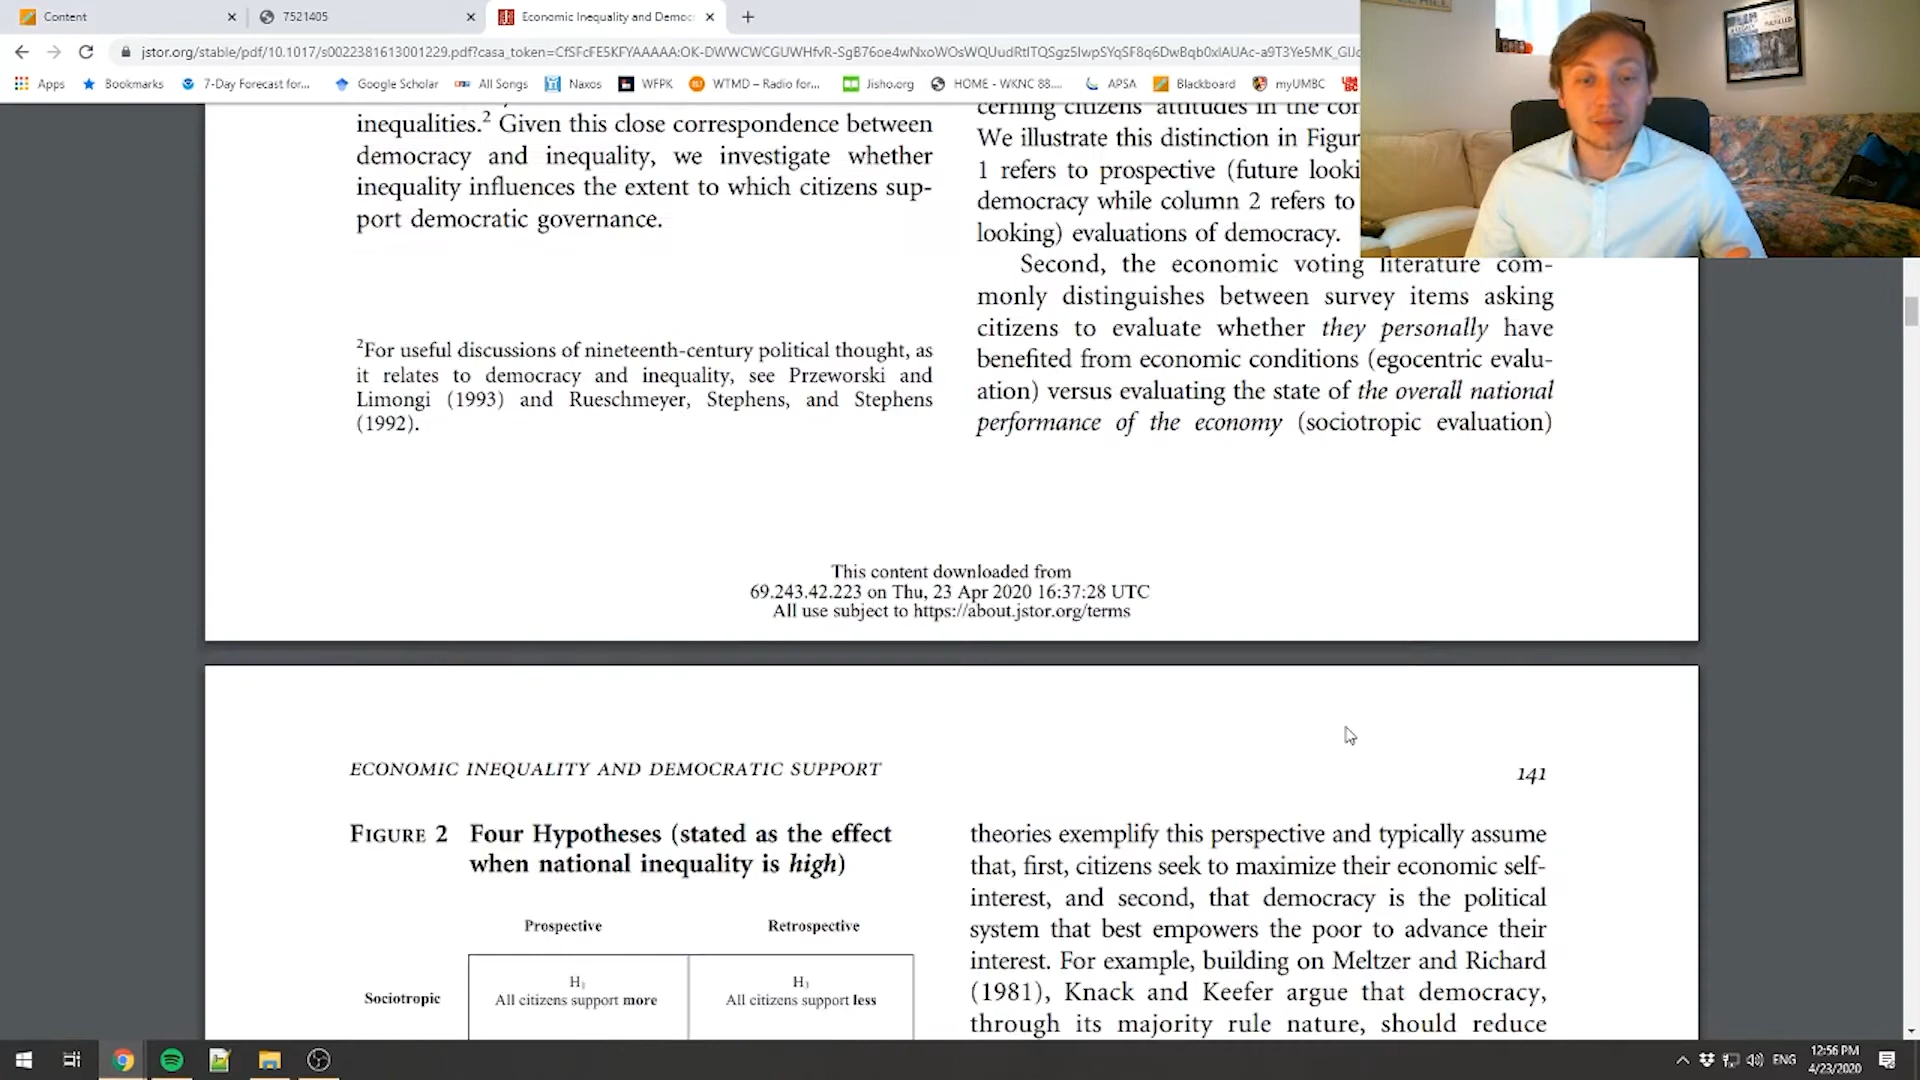 Content
7521405
Economic Inequality and Democ
jstor.org/stable/pdf/10.1017/s0022381613001229.pdf?casa_token=
Apps
Bookmarks
7-Day Forecast for...
Google Scholar
All Songs
Naxos
WFPK
WTMD – Radio for...
Jisho.org
HOME - WKNC 88....
APSA
Blackboard
myUMBC
inequalities.2 Given this close correspondence between
democracy and inequality, we investigate whether
inequality influences the extent to which citizens sup-
port democratic governance.
2For useful discussions of nineteenth-century political thought, as
it relates to democracy and inequality, see Przeworski and
Limongi (1993) and Rueschmeyer, Stephens, and Stephens
(1992).
cerning citizens' attitudes in the
We illustrate this distinction in Figur
1 refers to prospective (future looki
democracy while column 2 refers to
looking) evaluations of democracy.
Second, the economic voting literature com-
monly distinguishes between survey items asking
citizens to evaluate whether they personally have
benefited from economic conditions (egocentric evalu-
ation) versus evaluating the state of the overall national
performance of the economy (sociotropic evaluation)
This content downloaded from
69.243.42.223 on Thu, 23 Apr 2020 16:37:28 UTC
All use subject to https://about.jstor.org/terms
ECONOMIC INEQUALITY AND DEMOCRATIC SUPPORT
141
FIGURE 2 Four Hypotheses (stated as the effect
when national inequality is high)
Prospective
Retrospective
Sociotropic
H1
All citizens support more
H3
All citizens support less
theories exemplify this perspective and typically assume
that, first, citizens seek to maximize their economic self-
interest, and second, that democracy is the political
system that best empowers the poor to advance their
interest. For example, building on Meltzer and Richard
(1981), Knack and Keefer argue that democracy,
through its majority rule nature, should reduce
ENG
12:56 PM
4/23/2020